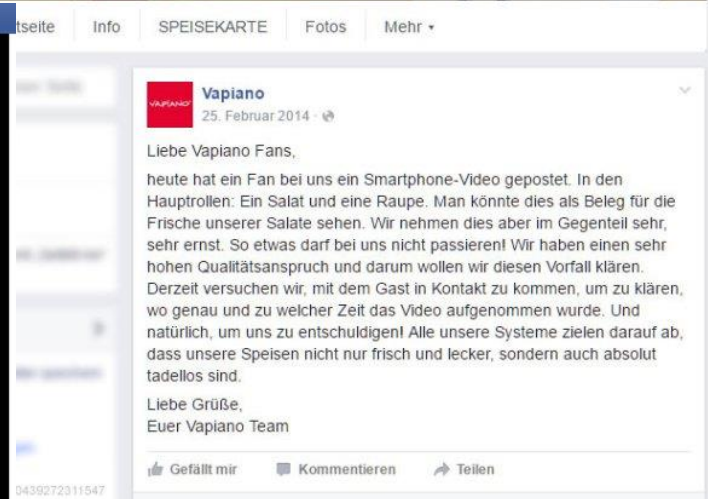 tseite Info SPEISEKARTE Fotos Mehr
VAPIANO
Vapiano
25. Februar 2014 ·
Liebe Vapiano Fans,
heute hat ein Fan bei uns ein Smartphone-Video gepostet. In den
Hauptrollen: Ein Salat und eine Raupe. Man könnte dies als Beleg für die
Frische unserer Salate sehen. Wir nehmen dies aber im Gegenteil sehr,
sehr ernst. So etwas darf bei uns nicht passieren! Wir haben einen sehr
hohen Qualitätsanspruch und darum wollen wir diesen Vorfall klären.
Derzeit versuchen wir, mit dem Gast in Kontakt zu kommen, um zu klären,
wo genau und zu welcher Zeit das Video aufgenommen wurde. Und
natürlich, um uns zu entschuldigen! Alle unsere Systeme zielen darauf ab,
dass unsere Speisen nicht nur frisch und lecker, sondern auch absolut
tadellos sind.
Liebe Grüße,
Euer Vapiano Team
Gefällt mir Kommentieren Teilen
0439272311547